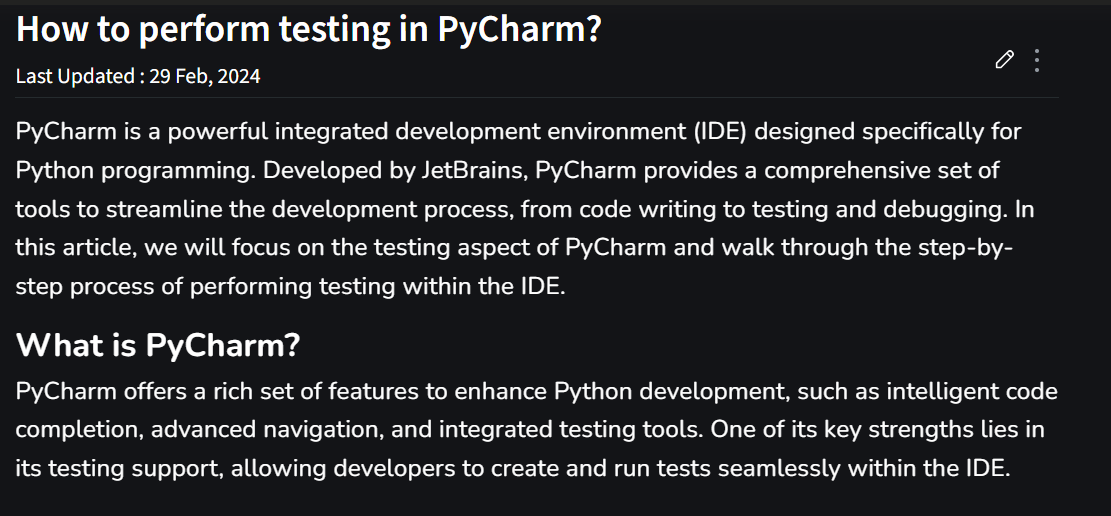 How to perform testing in PyCharm?
Last Updated : 29 Feb, 2024
PyCharm is a powerful integrated development environment (IDE) designed specifically for
Python programming. Developed by JetBrains, PyCharm provides a comprehensive set of
tools to streamline the development process, from code writing to testing and debugging. In
this article, we will focus on the testing aspect of PyCharm and walk through the step-by-
step process of performing testing within the IDE.
What is PyCharm?
PyCharm offers a rich set of features to enhance Python development, such as intelligent code
completion, advanced navigation, and integrated testing tools. One of its key strengths lies in
its testing support, allowing developers to create and run tests seamlessly within the IDE.